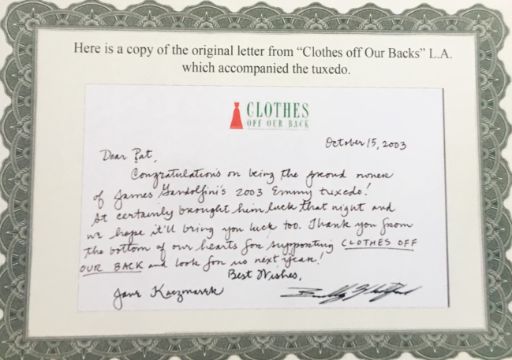 Here is a copy of the original letter from “Clothes off Our Backs” L.A.
which accompanied the tuxedo.
CLOTHES
OFF OUR BACK
October 15, 2003
Dear Pat,
Congratulations on being the proud owner
of James Gandolfini's 2003 Emmy tuxedo!
It certainly brought him luck that night and
we hope it'll bring you luck too. Thank you from
the bottom of our hearts for supporting CLOTHES OFF
OUR BACK and look for us next year!
Best Wishes,
Jane Kaczmarek